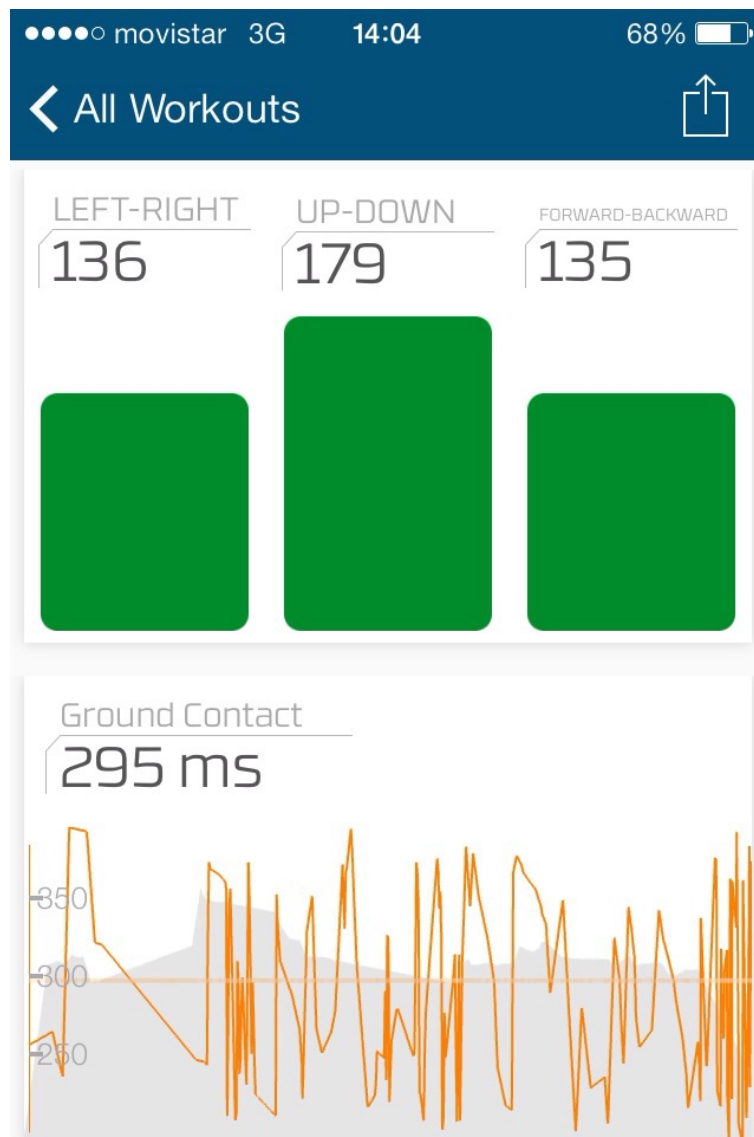 movistar 3G 14:04 68%
All Workouts
LEFT-RIGHT UP-DOWN FORWARD-BACKWARD
136 179 135
Ground Contact
295 ms
350
300
250